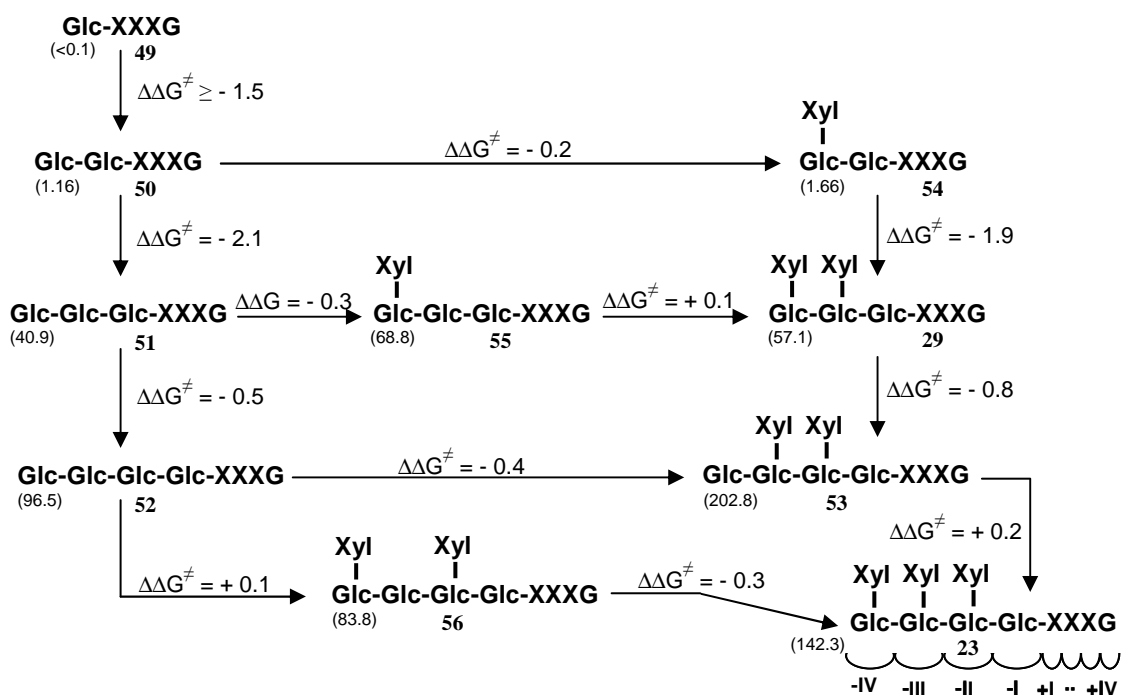 Glc-XXXG
(<0.1) 49
ΔΔG≠ ≥ - 1.5
Xyl
Glc-Glc-XXXG
ΔΔG≠ = - 0.2
Glc-Glc-XXXG
(1.16) 50
(1.66) 54
ΔΔG≠ = - 2.1
ΔΔG≠ = - 1.9
Xyl
Xyl Xyl
Glc-Glc-Glc-XXXG
ΔΔG = - 0.3
Glc-Glc-Glc-XXXG
ΔΔG≠ = + 0.1
Glc-Glc-Glc-XXXG
(40.9) 51
(68.8) 55
(57.1) 29
ΔΔG≠ = - 0.5
ΔΔG≠ = - 0.8
Xyl Xyl
Glc-Glc-Glc-Glc-XXXG
ΔΔG≠ = - 0.4
Glc-Glc-Glc-Glc-XXXG
(96.5) 52
(202.8) 53
ΔΔG≠ = + 0.2
Xyl Xyl
ΔΔG≠ = + 0.1
Glc-Glc-Glc-Glc-XXXG
ΔΔG≠ = - 0.3
(83.8) 56
Xyl Xyl Xyl
Glc-Glc-Glc-Glc-XXXG
(142.3) 23
-IV -III -II -I +I ·· +IV